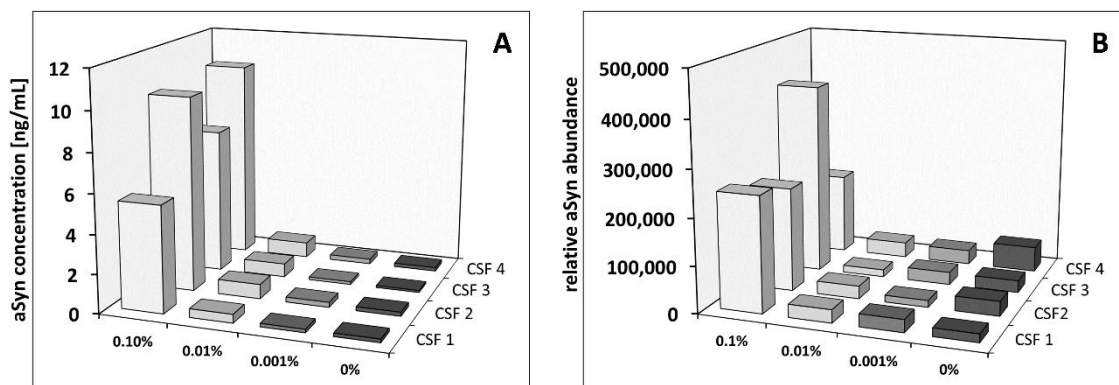 A
aSyn concentration [ng/mL]
12
10
8
6
4
2
0
0.10%
0.01%
0.001%
0%
CSF 1
CSF 2
CSF 3
CSF 4
B
relative aSyn abundance
500,000
400,000
300,000
200,000
100,000
0
0.1%
0.01%
0.001%
0%
CSF 1
CSF2
CSF 3
CSF 4